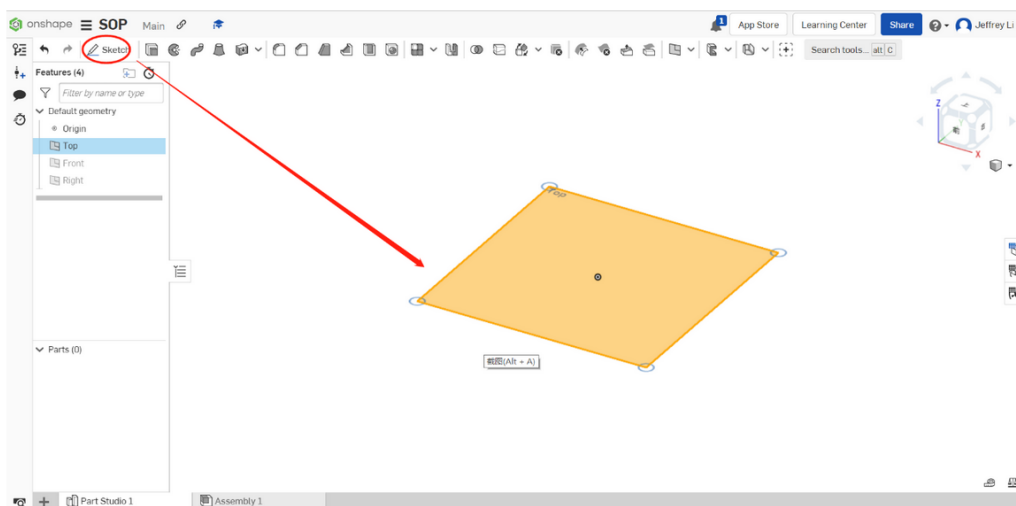 onshape SOP Main
1 App Store Learning Center Share Jeffrey Li
Sketch
Search tools... alt C
Features (4)
Filter by name or type
Default geometry
Origin
Top
Front
Right
Top
Z
X
截图(Alt + A)
Parts (0)
Part Studio 1
Assembly 1